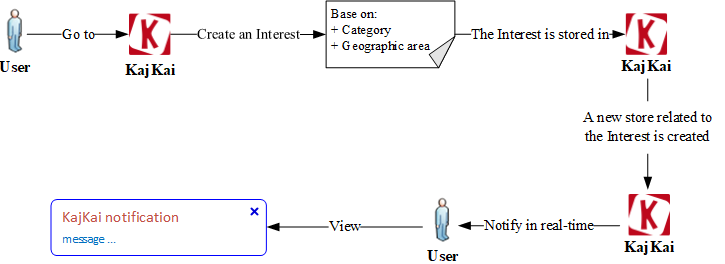 User
Go to
K
KajKai
Create an Interest
Base on:
+ Category
+ Geographic area
The Interest is stored in
K
KajKai
A new store related to
the Interest is created
K
KajKai
Notify in real-time
User
View
KajKai notification
×
message ...